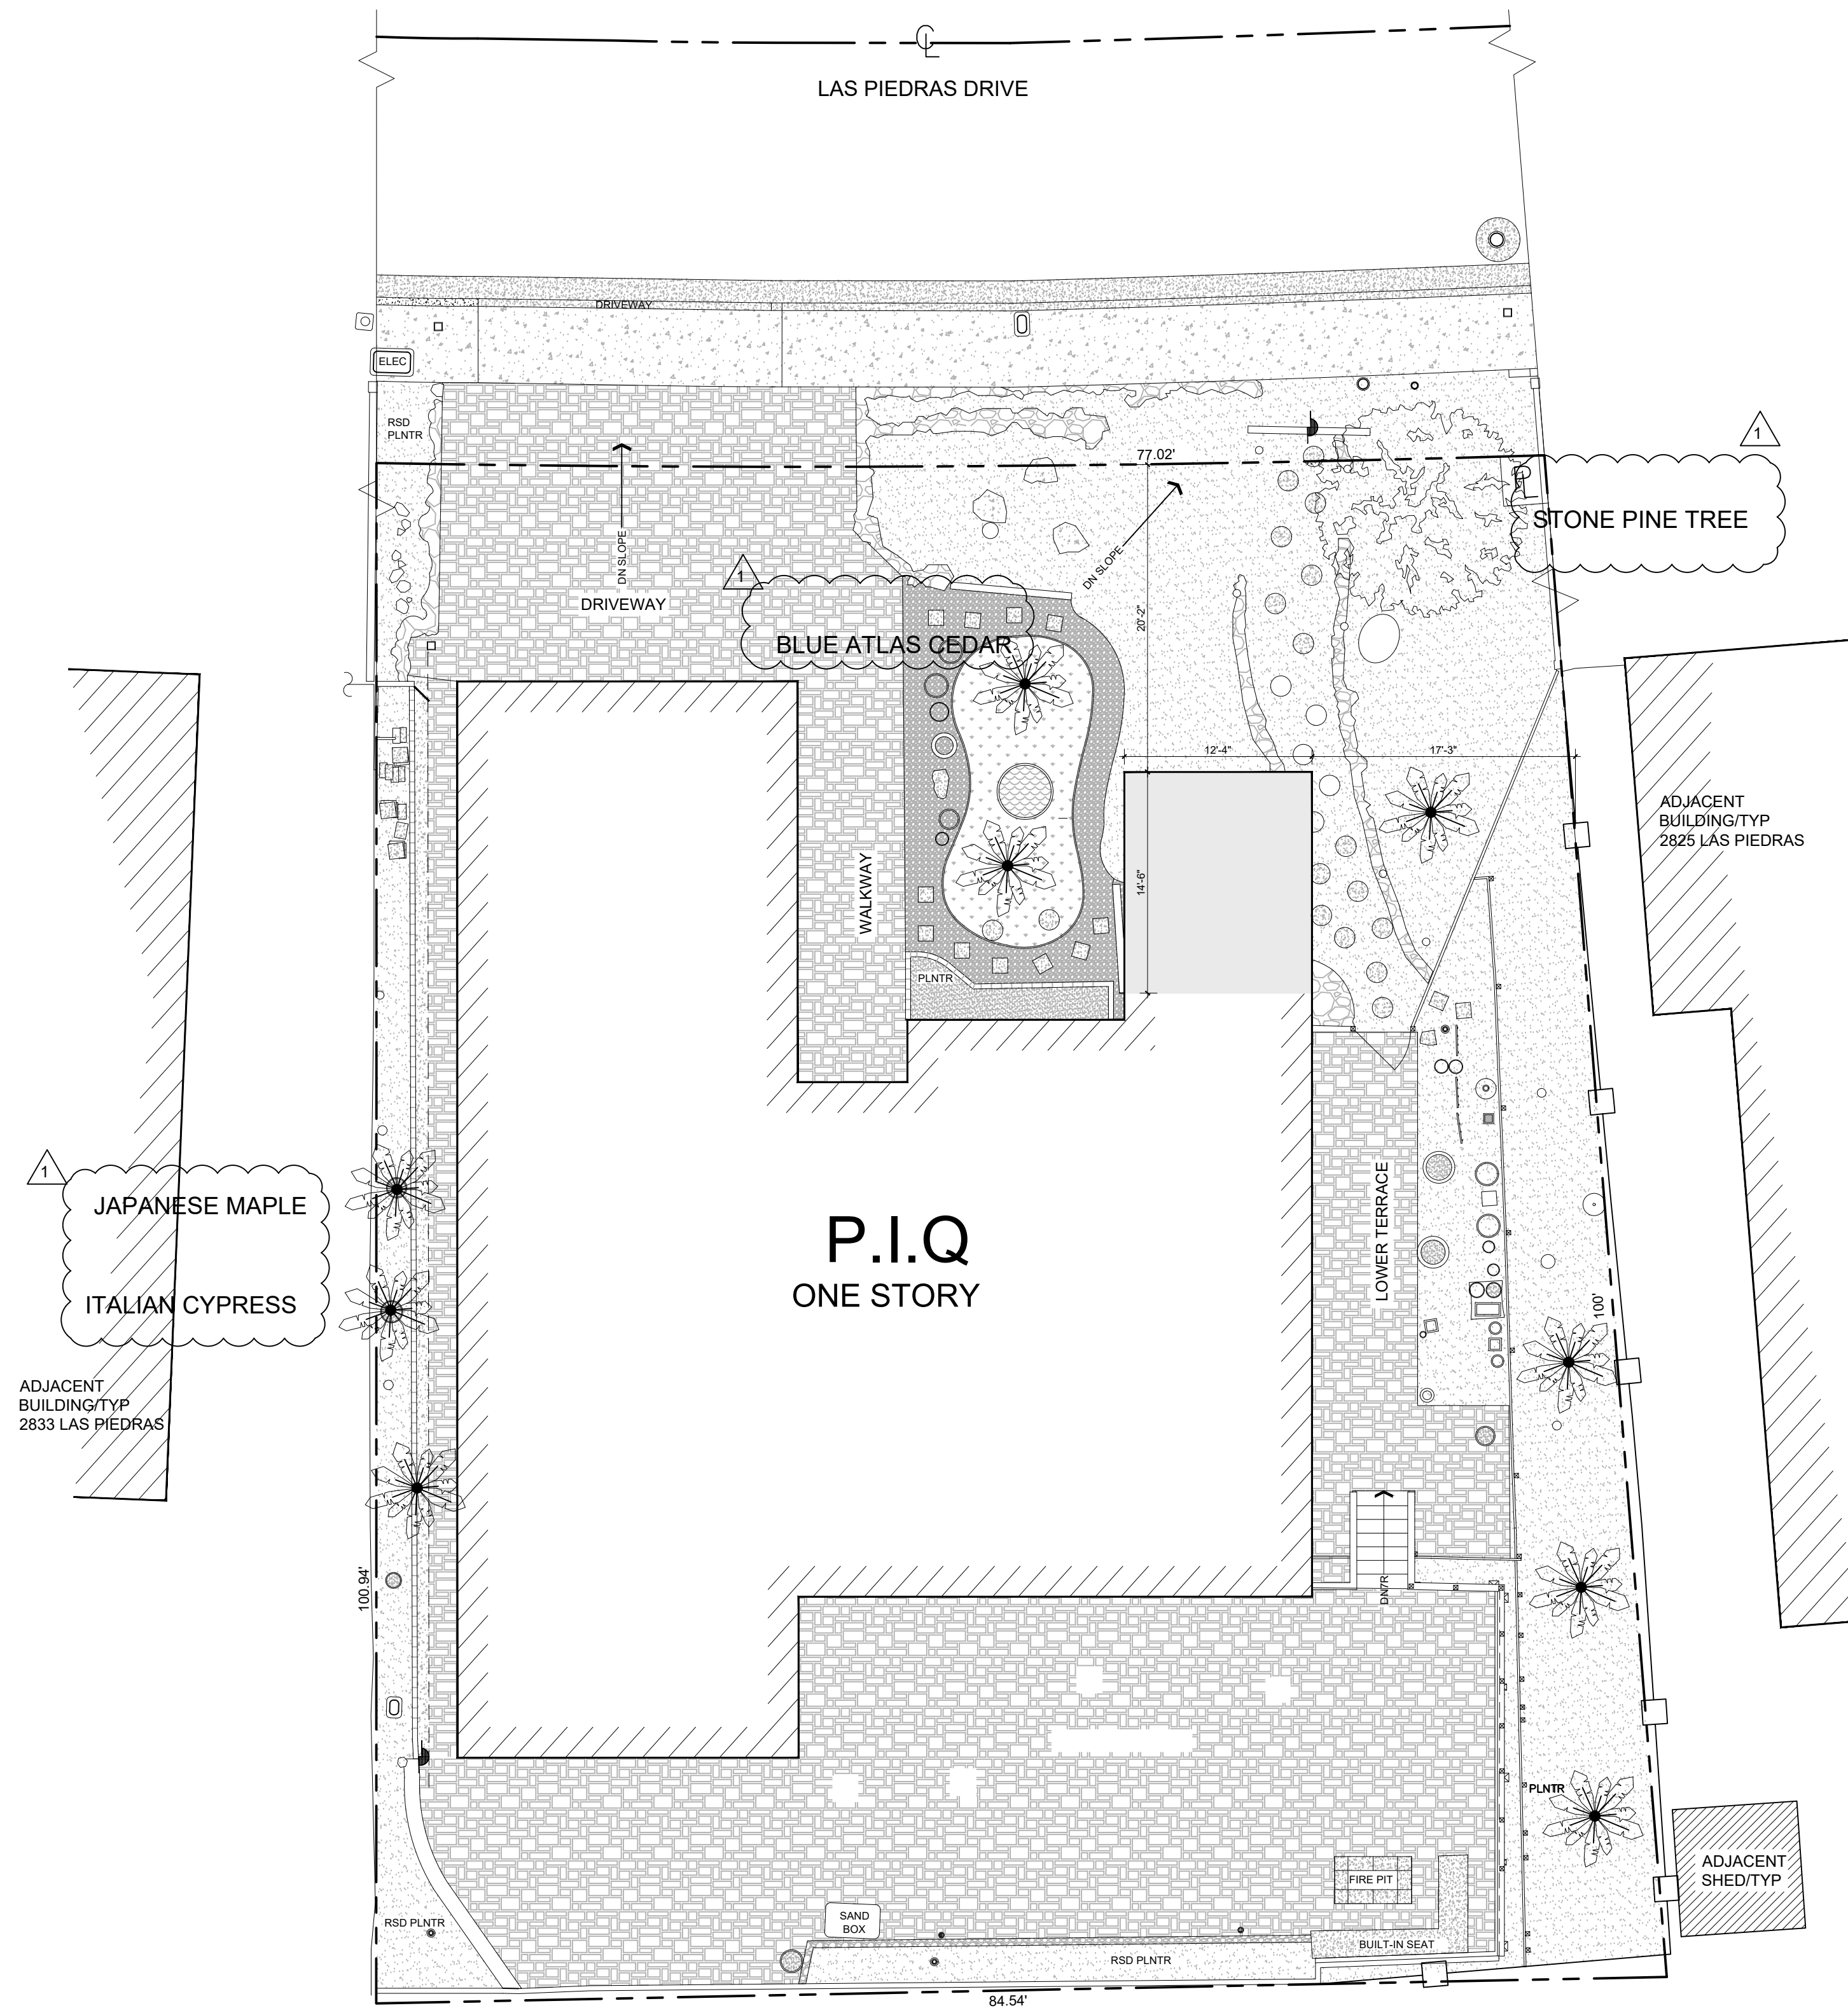 CL
LAS PIEDRAS DRIVE
DRIVEWAY
ELEC
RSD
PLNTR
77.02'
1
PL
STONE PINE TREE
DN SLOPE
DN SLOPE
1
DRIVEWAY
20'-2"
BLUE ATLAS CEDAR
12'-4"
17'-3"
ADJACENT
BUILDING/TYP
2825 LAS PIEDRAS
WALKWAY
14'-6"
PLNTR
1
JAPANESE MAPLE
ITALIAN CYPRESS
P.I.Q
ONE STORY
LOWER TERRACE
100'
ADJACENT
BUILDING/TYP
2833 LAS PIEDRAS
100.94'
DN7R
PLNTR
ADJACENT
SHED/TYP
FIRE PIT
SAND
BOX
RSD PLNTR
BUILT-IN SEAT
RSD PLNTR
84.54'